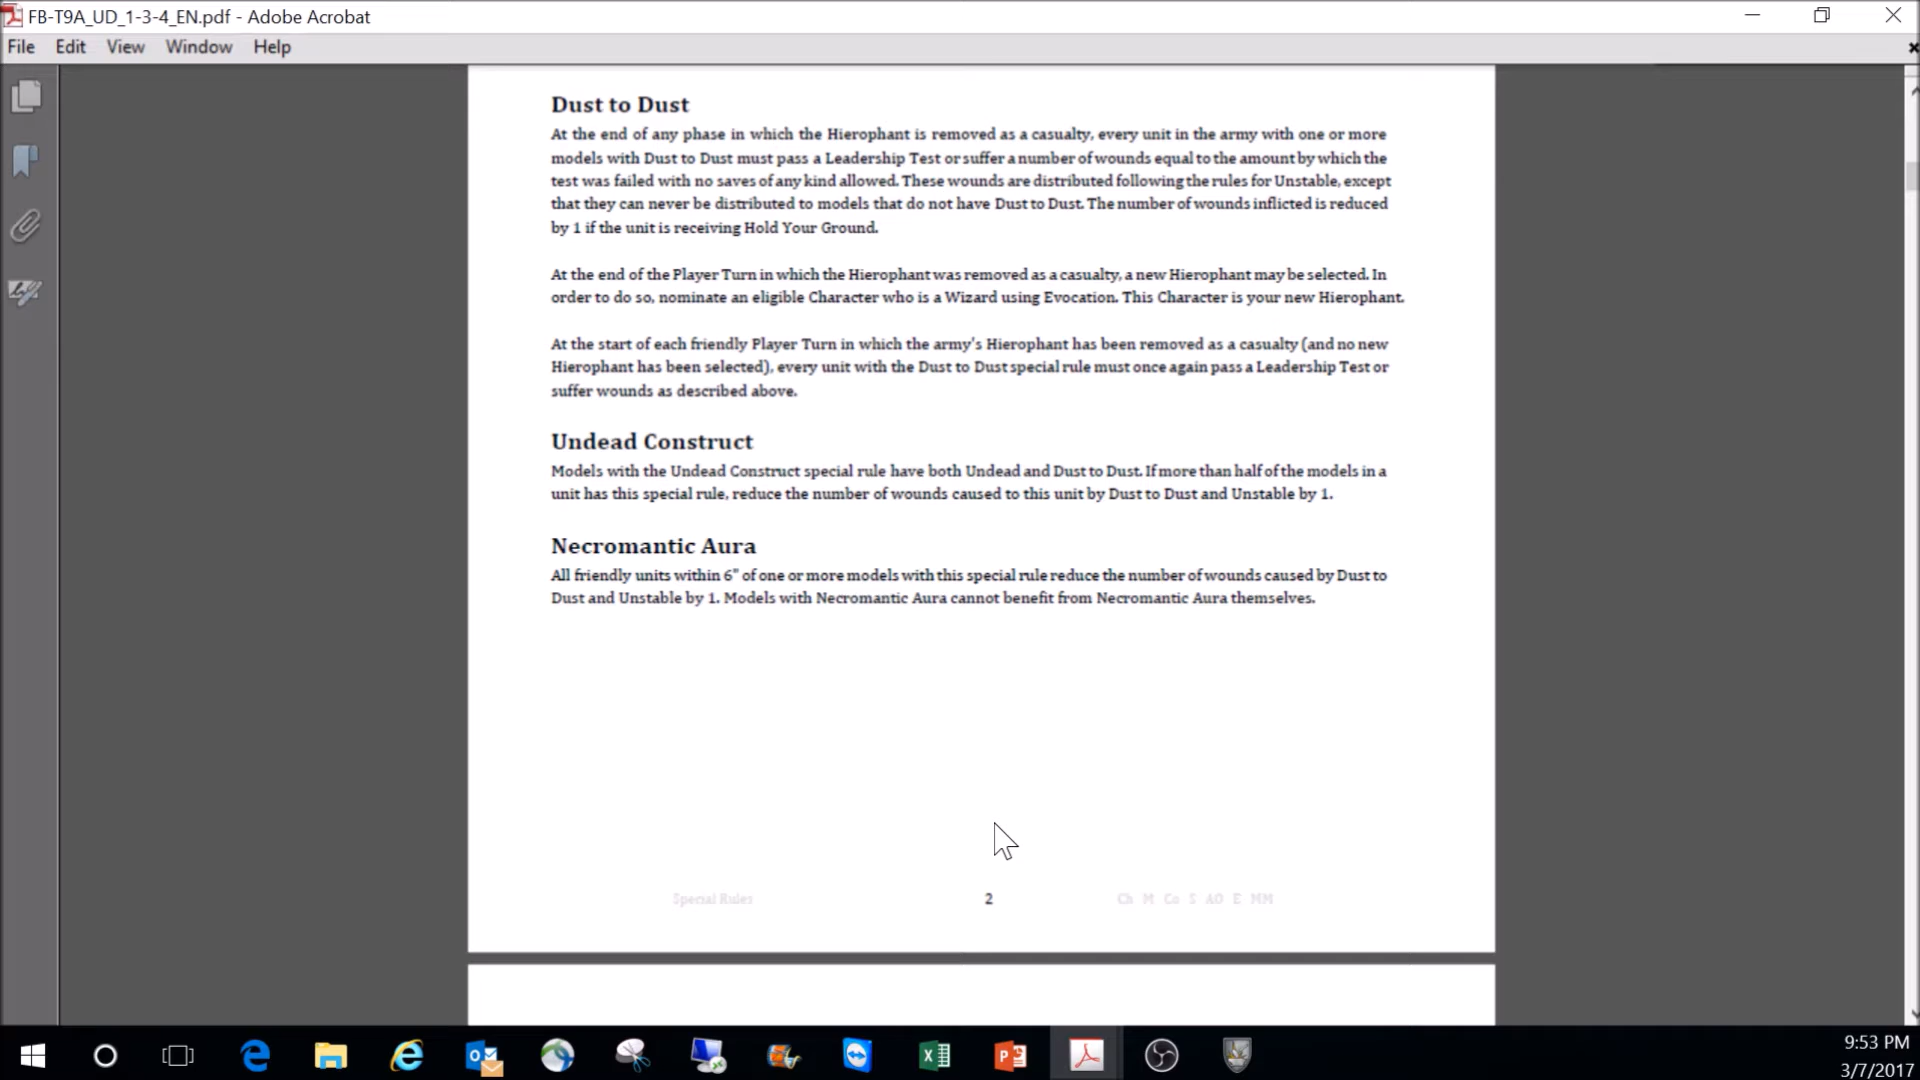 FB-T9A_UD_1-3-4_EN.pdf - Adobe Acrobat
File Edit View Window Help
Dust to Dust
At the end of any phase in which the Hierophant is removed as a casualty, every unit in the army with one or more
models with Dust to Dust must pass a Leadership Test or suffer a number of wounds equal to the amount by which the
test was failed with no saves of any kind allowed. These wounds are distributed following the rules for Unstable, except
that they can never be distributed to models that do not have Dust to Dust. The number of wounds inflicted is reduced
by 1 if the unit is receiving Hold Your Ground.
At the end of the Player Turn in which the Hierophant was removed as a casualty, a new Hierophant may be selected. In
order to do so, nominate an eligible Character who is a Wizard using Evocation. This Character is your new Hierophant.
At the start of each friendly Player Turn in which the army's Hierophant has been removed as a casualty (and no new
Hierophant has been selected), every unit with the Dust to Dust special rule must once again pass a Leadership Test or
suffer wounds as described above.
Undead Construct
Models with the Undead Construct special rule have both Undead and Dust to Dust. If more than half of the models in a
unit has this special rule, reduce the number of wounds caused to this unit by Dust to Dust and Unstable by 1.
Necromantic Aura
All friendly units within 6" of one or more models with this special rule reduce the number of wounds caused by Dust to
Dust and Unstable by 1. Models with Necromantic Aura cannot benefit from Necromantic Aura themselves.
Special Rules 2 Ch M Co S AO E MM
9:53 PM
3/7/2017